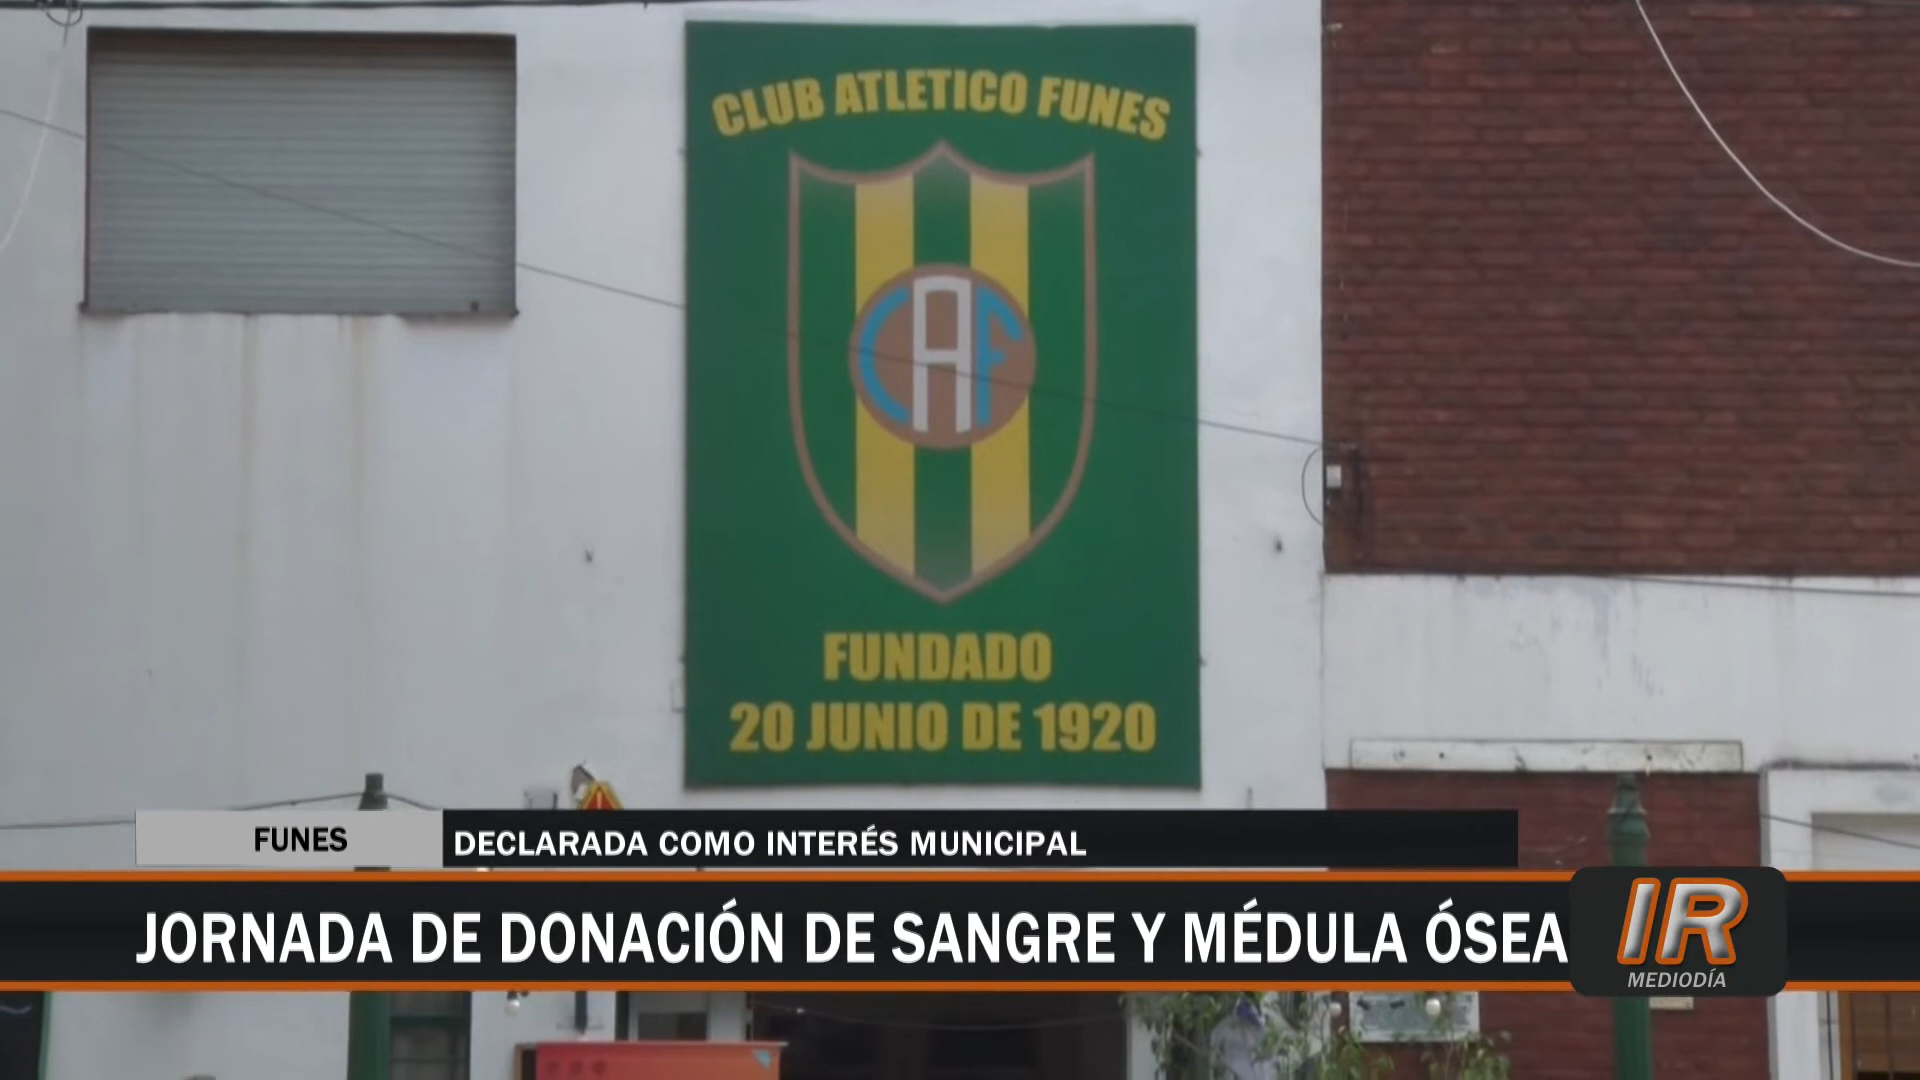 CLUB ATLETICO FUNES
CAF
FUNDADO
20 JUNIO DE 1920
FUNES
DECLARADA COMO INTERÉS MUNICIPAL
JORNADA DE DONACIÓN DE SANGRE Y MÉDULA ÓSEA
IR
MEDIODÍA